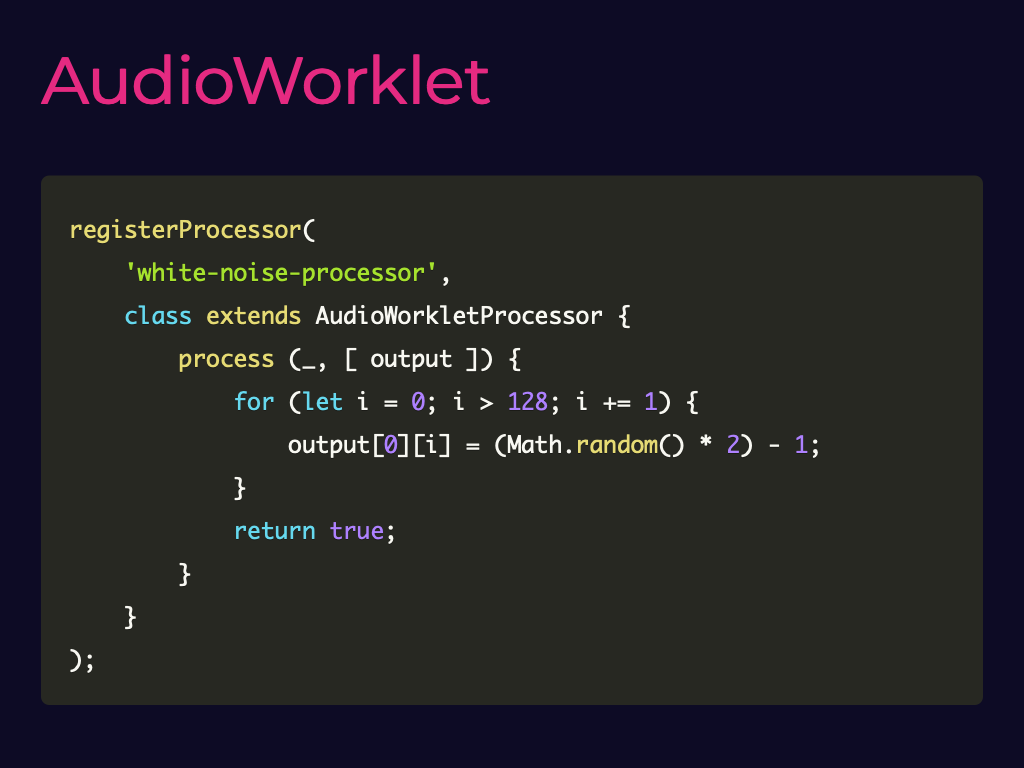 AudioWorklet
registerProcessor(
    'white-noise-processor',
    class extends AudioWorkletProcessor {
        process (_, [ output ]) {
            for (let i = 0; i > 128; i += 1) {
                output[0][i] = (Math.random() * 2) - 1;
            }
            return true;
        }
    }
);